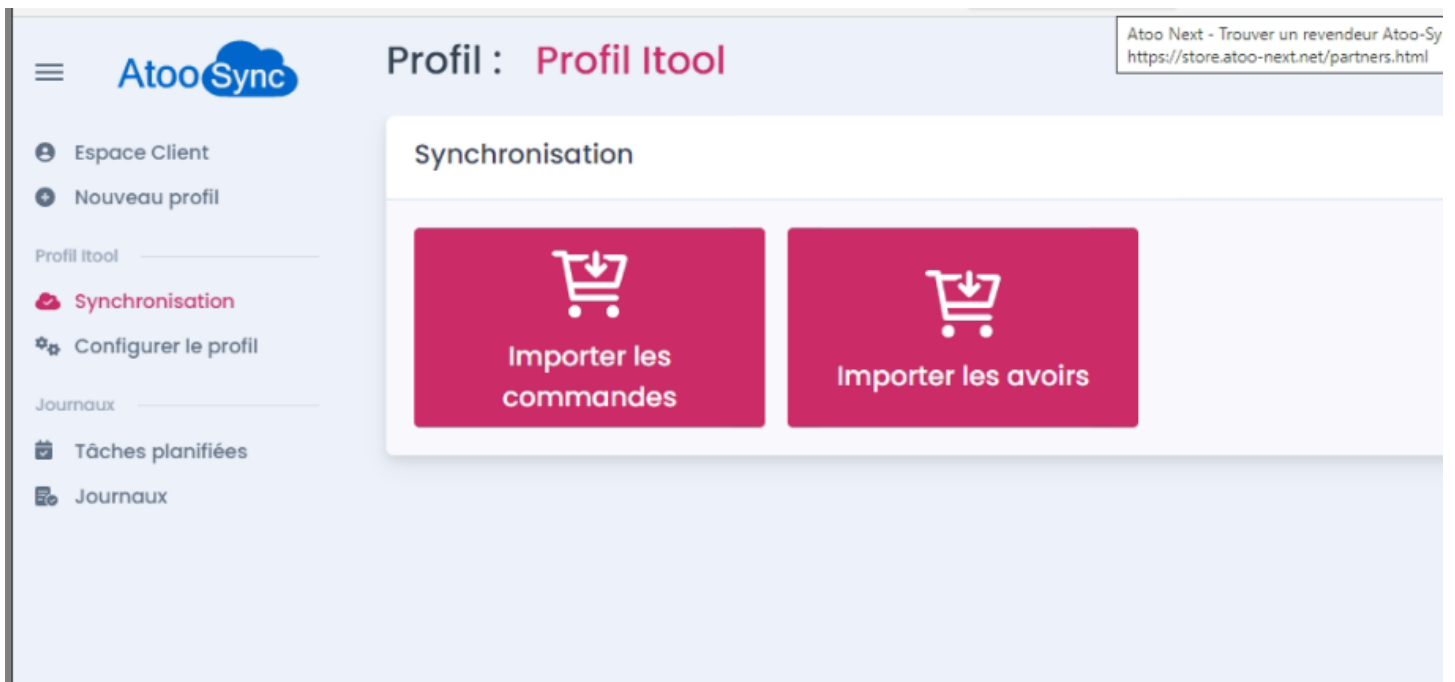 Atoo Next - Trouver un revendeur Atoo-Sy
https://store.atoo-next.net/partners.html
AtooSync
Profil : Profil Itool
Espace Client
Nouveau profil
Profil Itool
Synchronisation
Configurer le profil
Journaux
Tâches planifiées
Journaux
Synchronisation
Importer les
commandes
Importer les avoirs